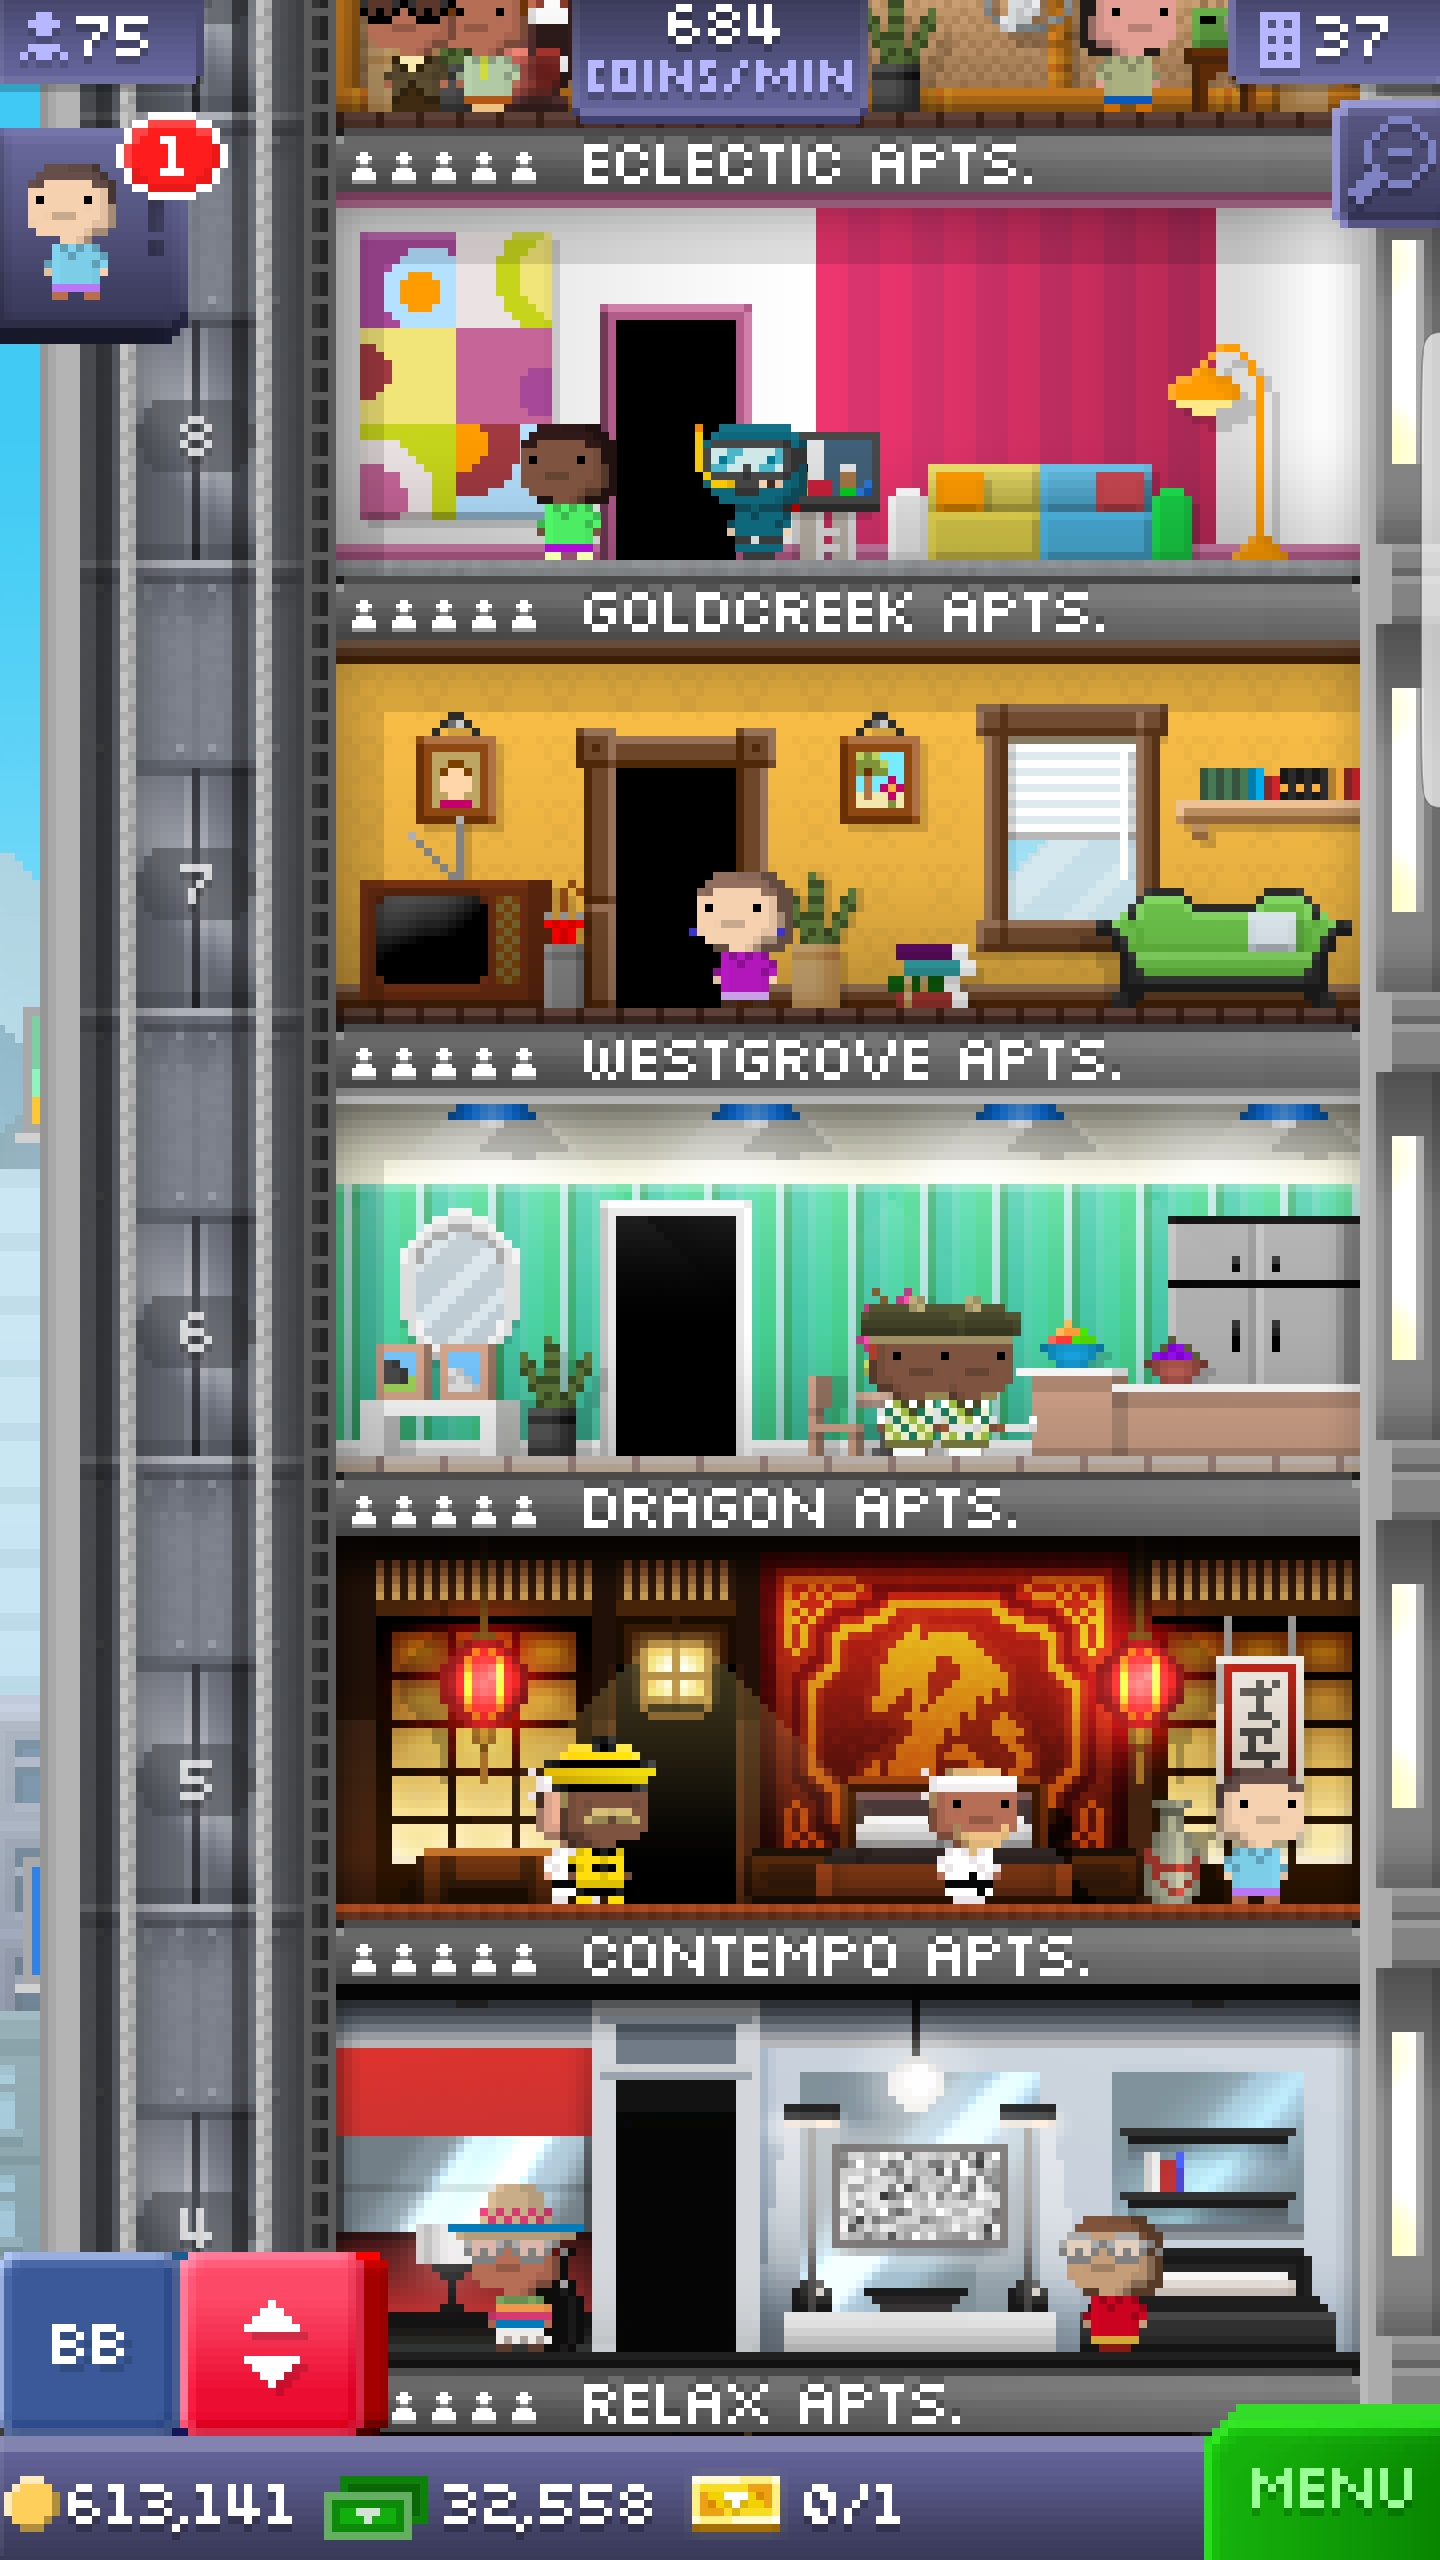 75
684
COINS/MIN
37
1
ECLECTIC APTS.
8
GOLDCREEK APTS.
7
WESTGROVE APTS.
6
DRAGON APTS.
5
CONTEMPO APTS.
4
BB
RELAX APTS.
613,141
32,558
0/1
MENU